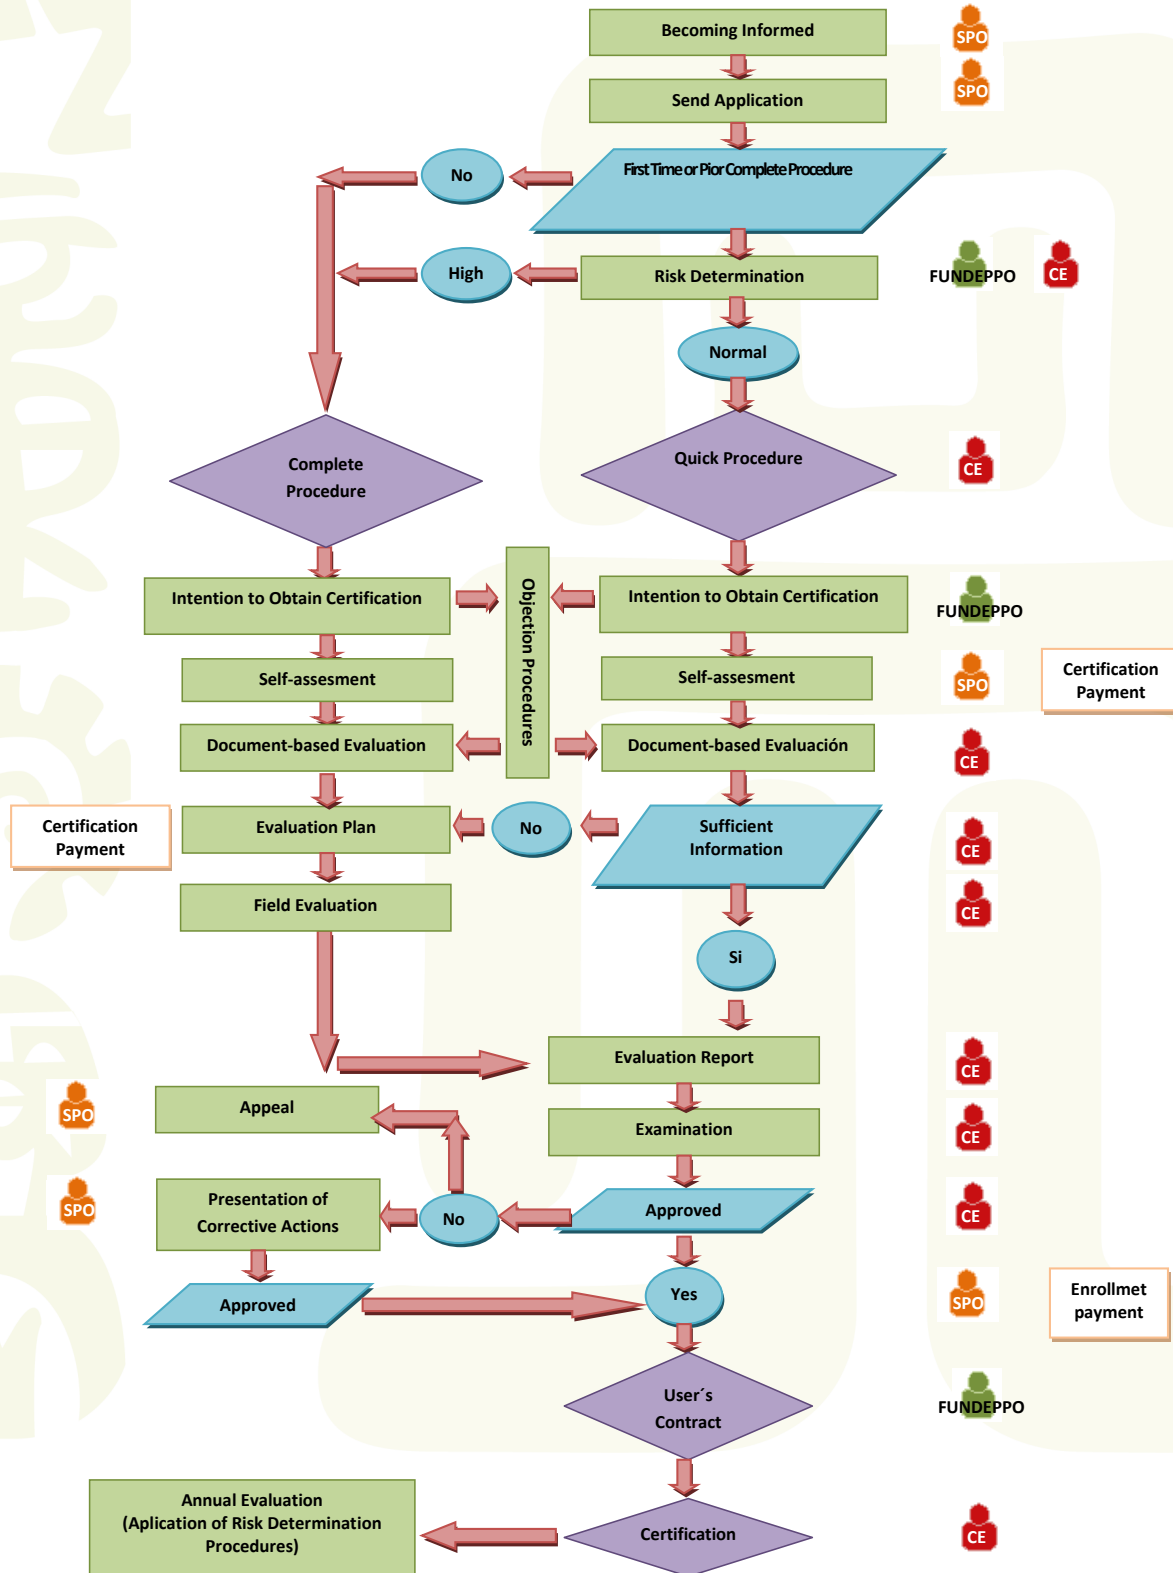 Becoming Informed
SPO
Send Application
SPO
First Time or Pior Complete Procedure
No
High
Risk Determination
FUNDEPPO
CE
Normal
Complete
Procedure
Quick Procedure
CE
Intention to Obtain Certification
Objection Procedures
Intention to Obtain Certification
FUNDEPPO
Self-assesment
Self-assesment
SPO
Certification
Payment
Document-based Evaluation
Document-based Evaluación
CE
Certification
Payment
Evaluation Plan
No
Sufficient
Information
CE
Field Evaluation
CE
Si
Evaluation Report
CE
SPO
Appeal
Examination
CE
SPO
Presentation of
Corrective Actions
No
Approved
CE
Approved
Yes
SPO
Enrollmet
payment
User´s
Contract
FUNDEPPO
Annual Evaluation
(Aplication of Risk Determination
Procedures)
Certification
CE